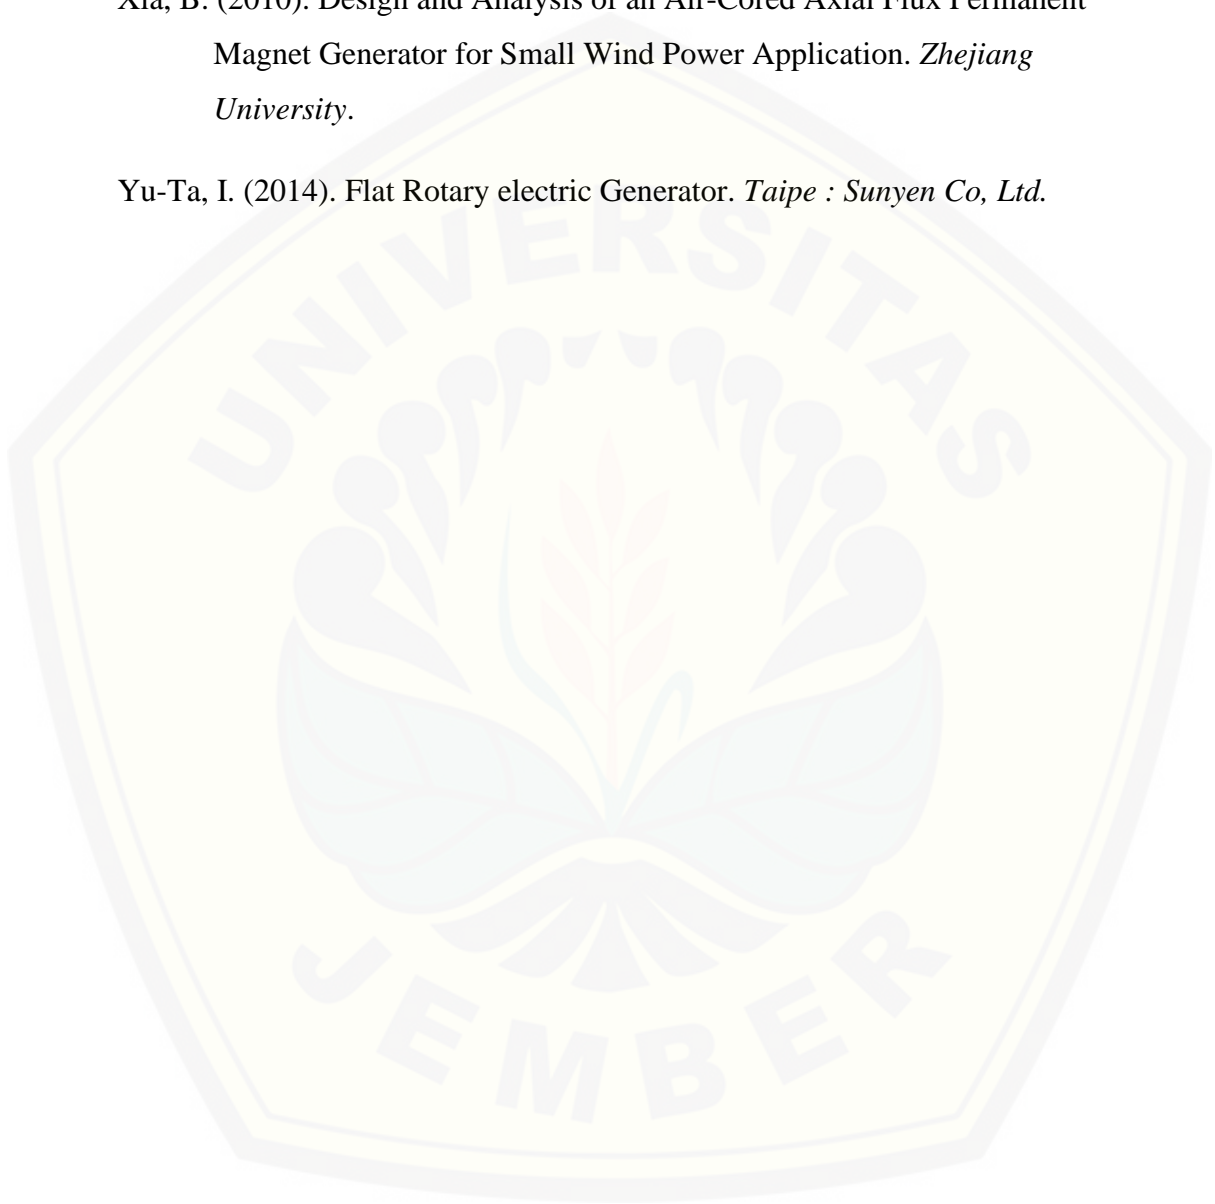 Xia, B. (2010). Design and Analysis of an Air-Cored Axial Flux Permanent
Magnet Generator for Small Wind Power Application. Zhejiang
University.
Yu-Ta, I. (2014). Flat Rotary electric Generator. Taipe : Sunyen Co, Ltd.
UNIVERSITAS
JEMBER